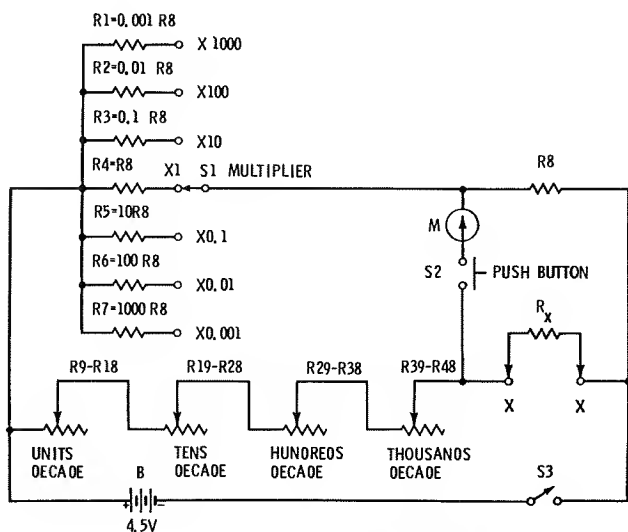 R1=0.001 R8
X1000
R2=0.01 R8
X100
R3=0.1 R8
X10
R4=R8
X1
S1 MULTIPLIER
R8
R5=10R8
M
X0.1
R6=100 R8
S2
PUSH BUTTON
X0.01
R7=1000 R8
Rx
X0.001
R9-R18
R19-R28
R29-R38
R39-R48
X
X
UNITS
OECAOE
TENS
OECAOE
HUNOREOS
OECAOE
THOUSANOS
OECAOE
B
S3
+
-
4.5V